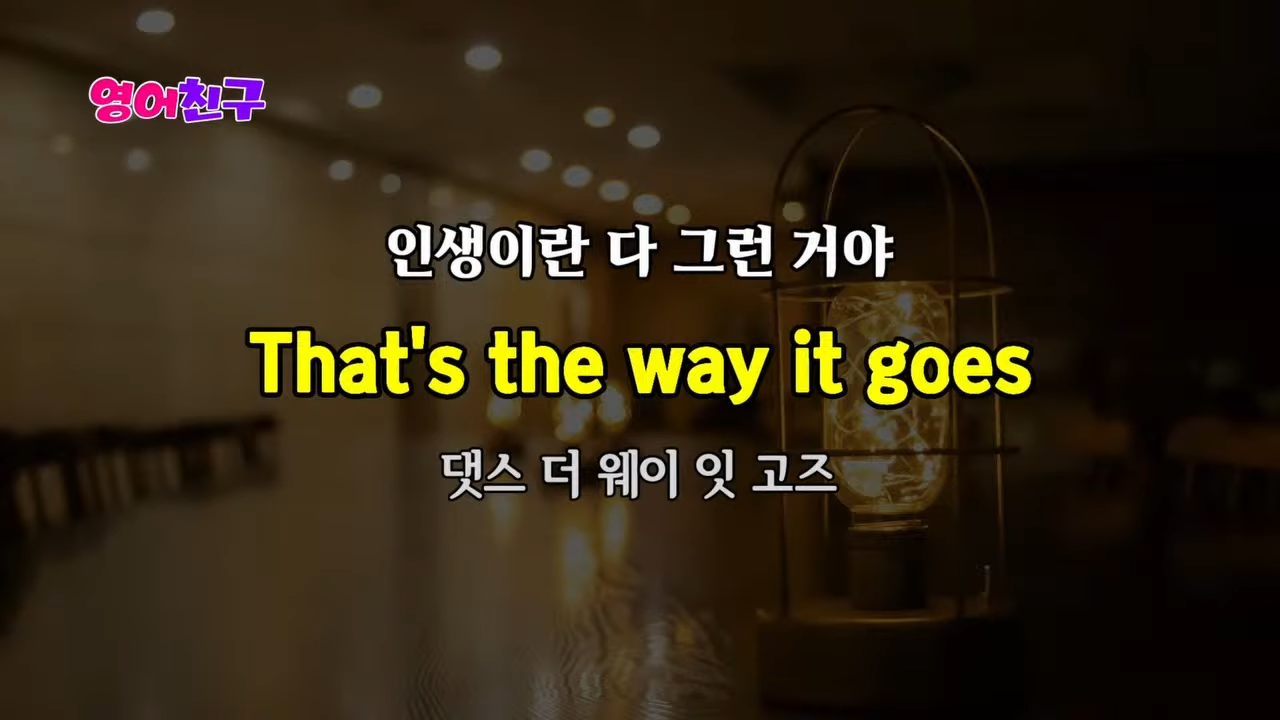 영어친구
인생이란 다 그런 거야
That's the way it goes
댓스 더 웨이 잇 고즈